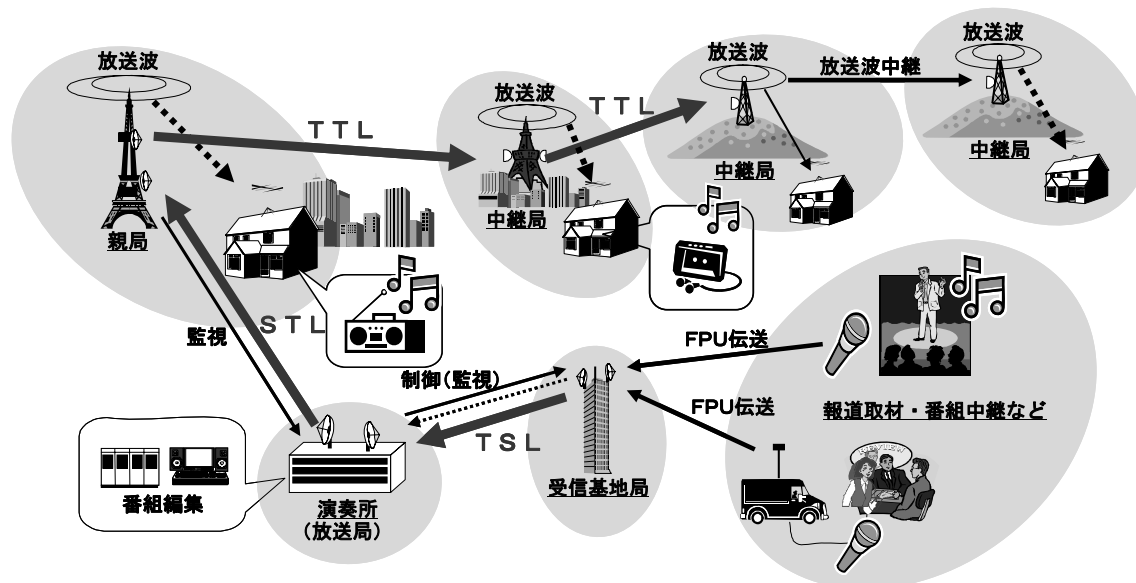 放送波
放送波
放送波
放送波
放送波中継
TTL
TTL
中継局
中継局
中継局
親局
STL
監視
FPU伝送
制御(監視)
FPU伝送
報道取材・番組中継など
TSL
受信基地局
番組編集
演奏所
(放送局)